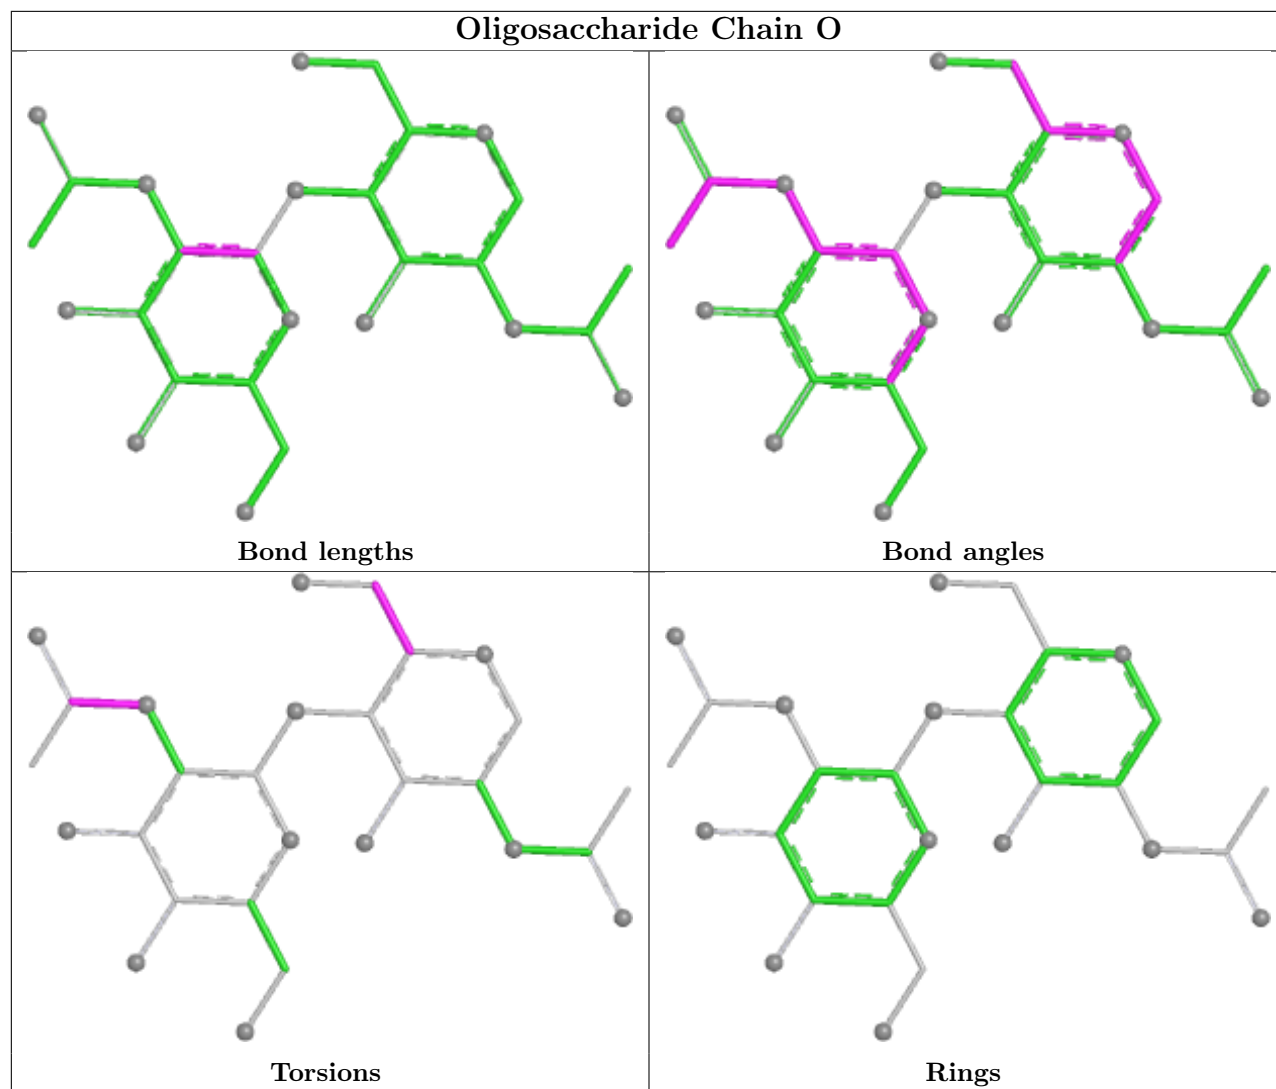 Oligosaccharide Chain O
Bond lengths
Bond angles
Torsions
Rings